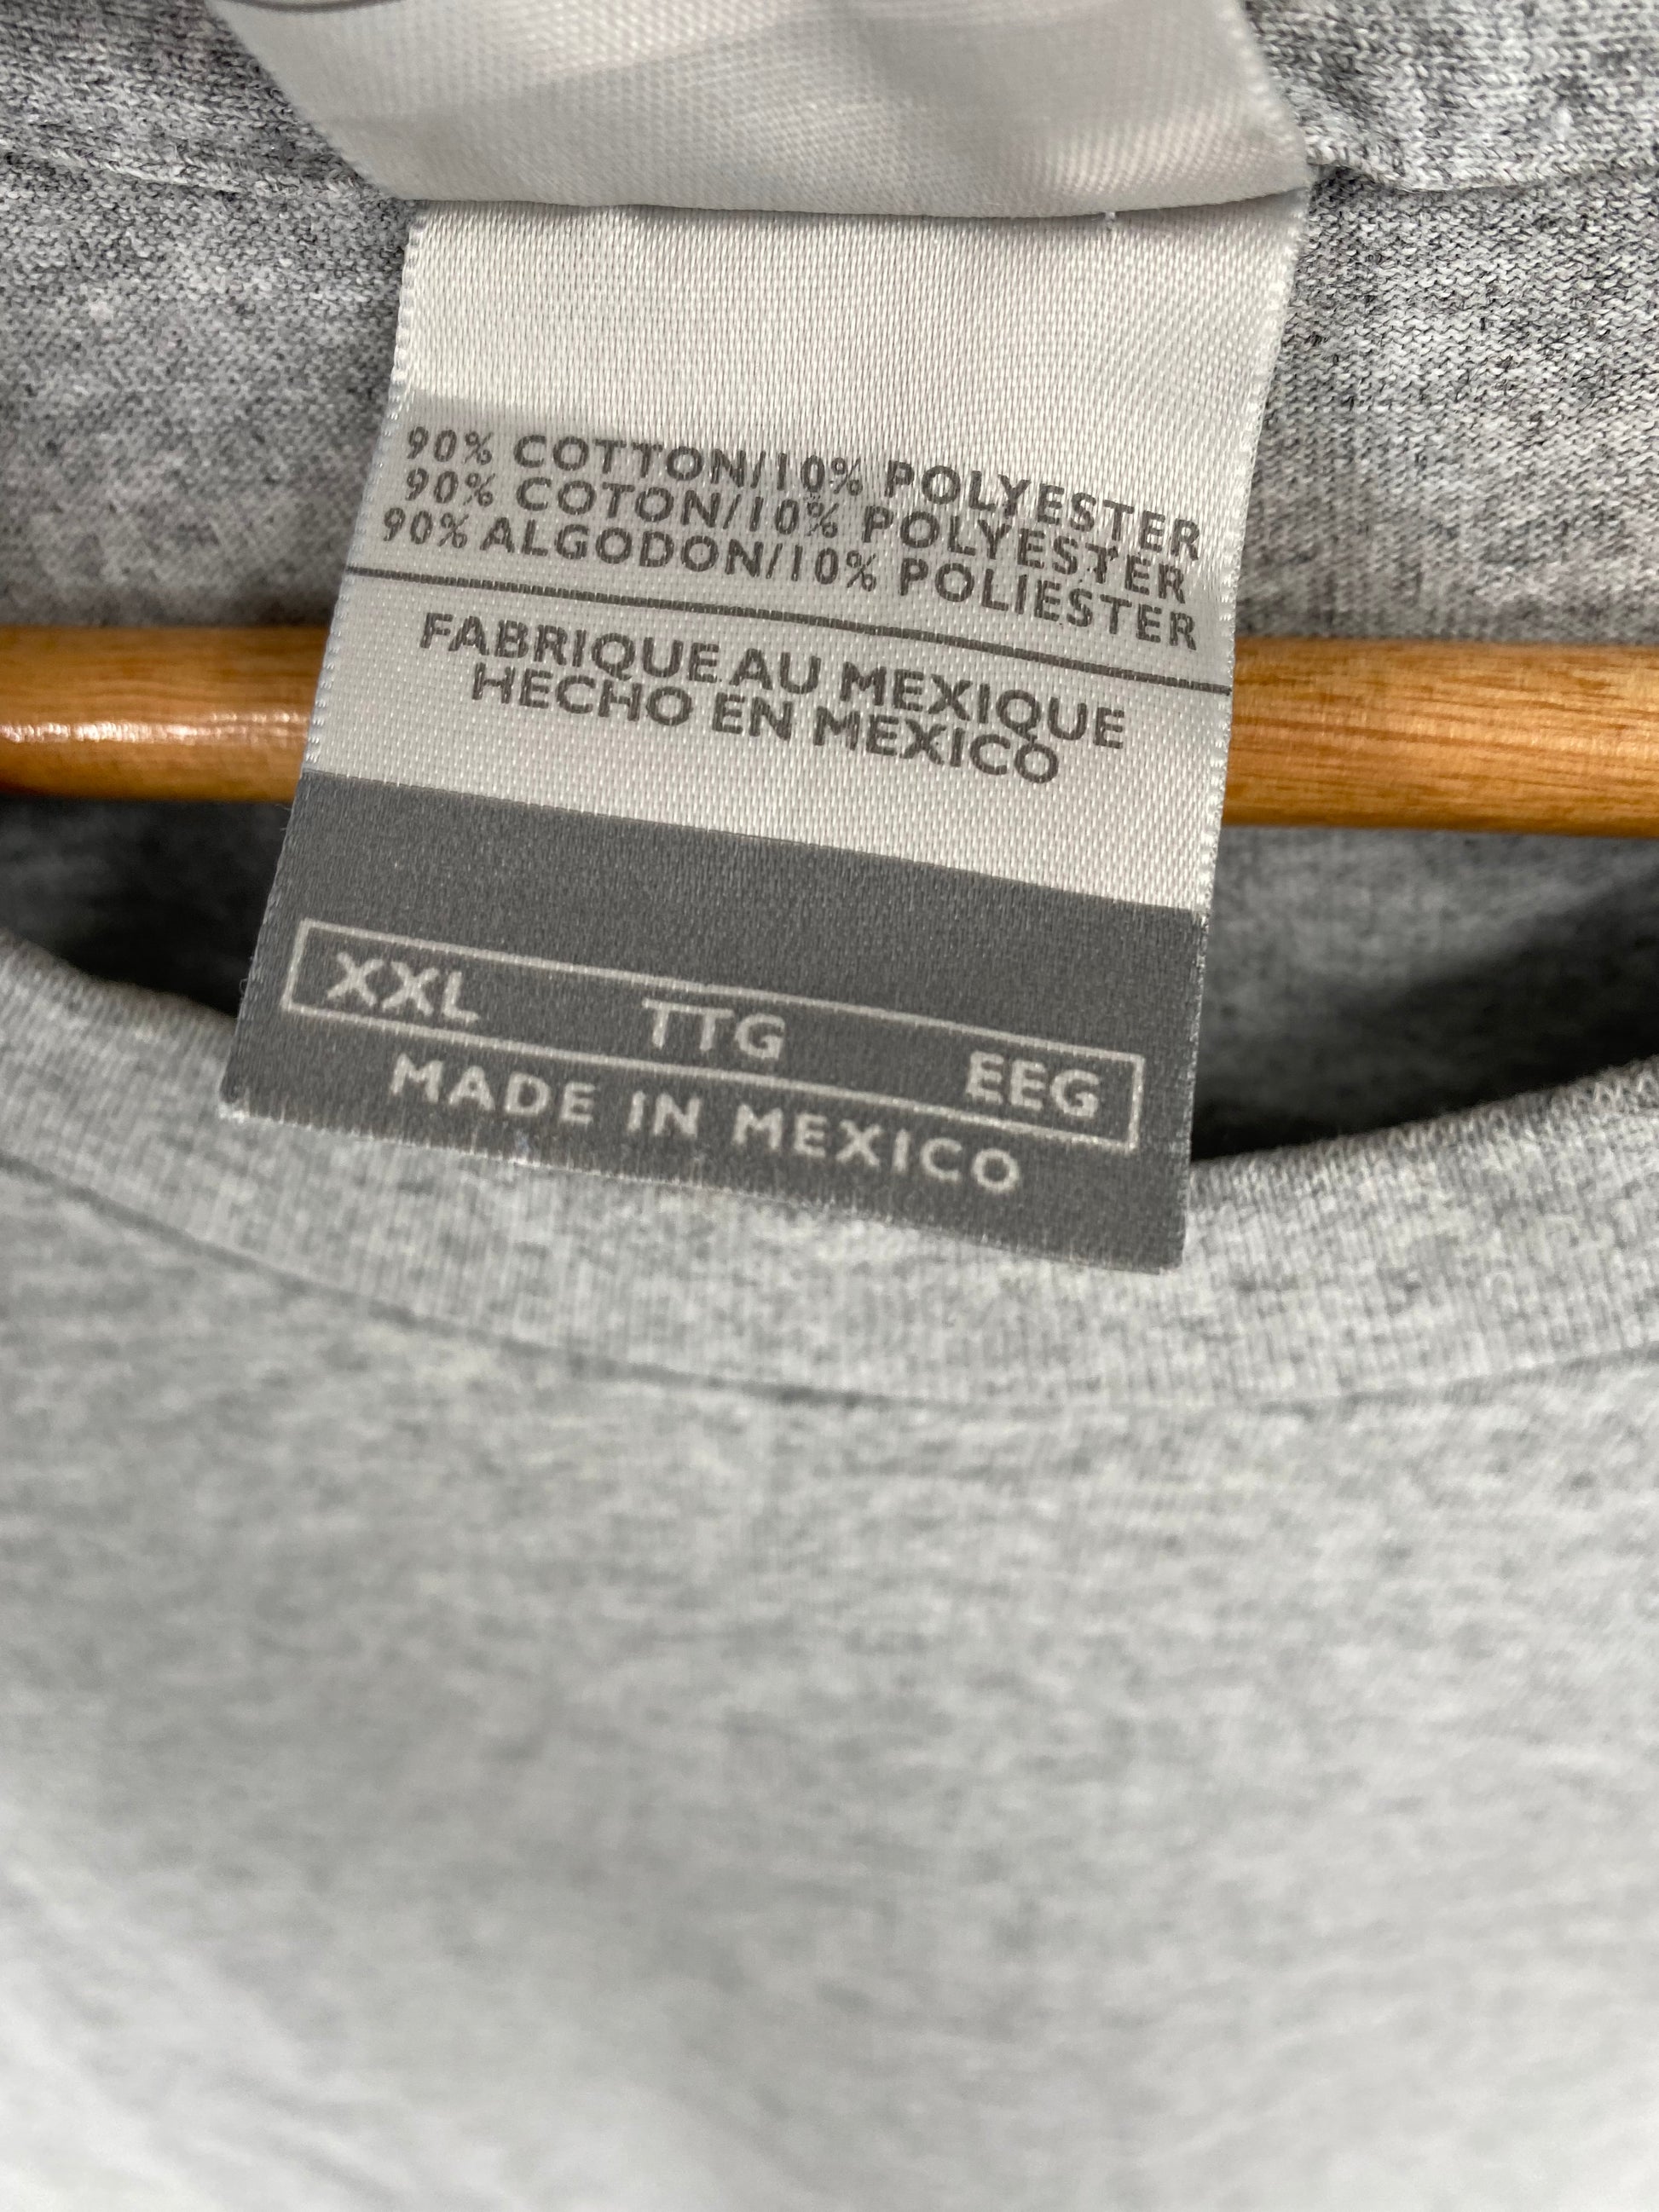 90% COTTON/10% POLYESTER
90% COTON/10% POLYESTER
90% ALGODON/10% POLIESTER
FABRIQUE AU MEXIQUE
HECHO EN MEXICO
XXL TTG EEG
MADE IN MEXICO